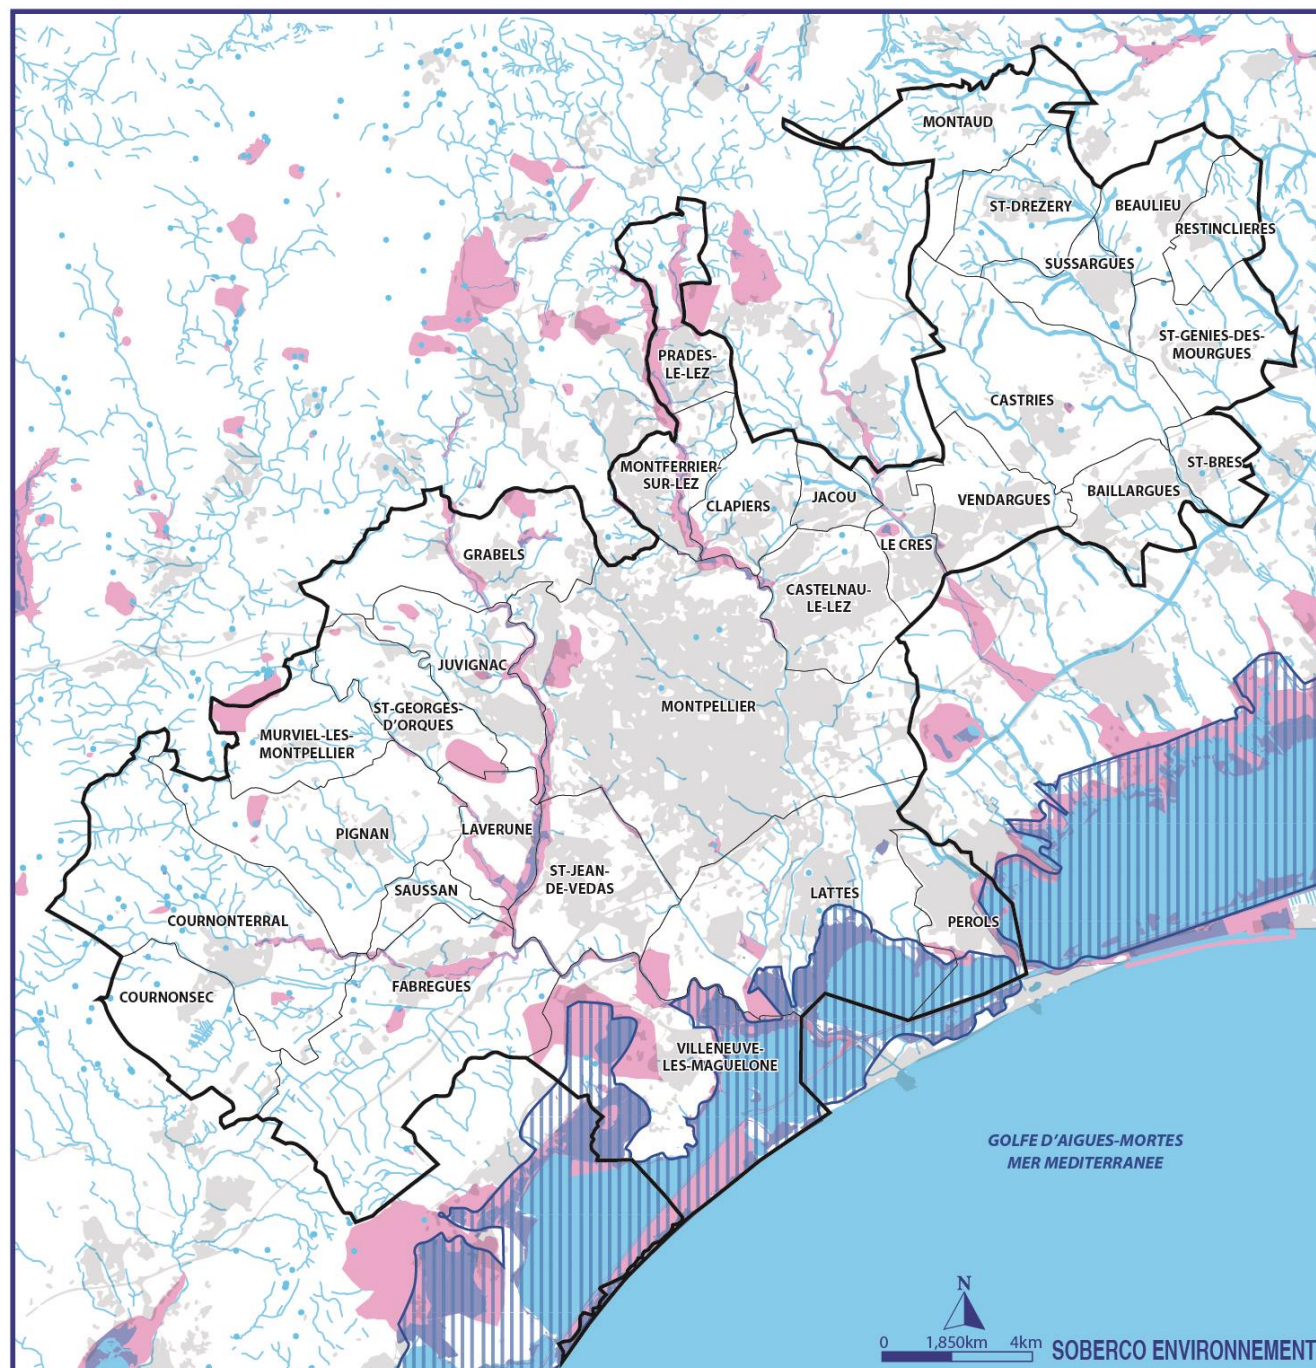 MONTAUD
ST-DREZERY
BEAULIEU
RESTINCLIERES
SUSSARGUES
ST-GENIES-DES-
MOURGUES
PRADES-
LE-LEZ
CASTRIES
MONTFERRIER-
SUR-LEZ
CLAPIERS
JACOU
VENDARGUES
BAILLARGUES
ST-BRES
GRABELS
LE CRES
CASTELNAU-
LE-LEZ
JUVIGNAC
ST-GEORGES-
D'ORQUES
MONTPELLIER
MURVIEL-LES-
MONTPELLIER
PIGNAN
LAVERUNE
ST-JEAN-
DE-VEDAS
SAUSSAN
LATTES
COURNONTERRAL
PEROLS
COURNONSEC
FABREGUES
VILLENEUVE-
LES-MAGUELONE
GOLFE D'AIGUES-MORTES
MER MEDITERRANEE
N
0 1,850km 4km
SOBERCO ENVIRONNEMENT